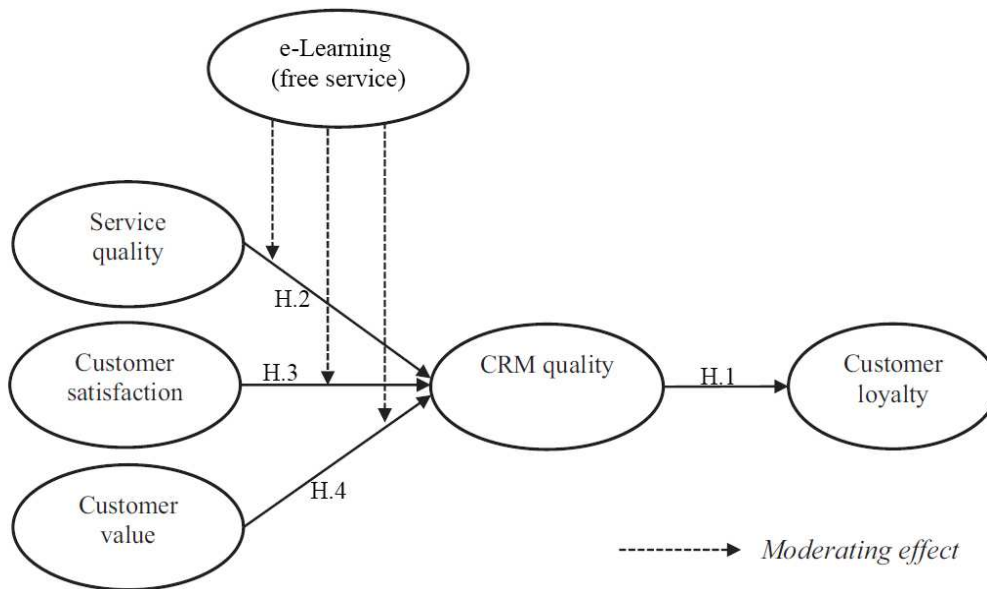 e-Learning
(free service)
Service
quality
H.2
Customer
satisfaction
H.3
CRM quality
H.1
Customer
loyalty
Customer
value
H.4
Moderating effect